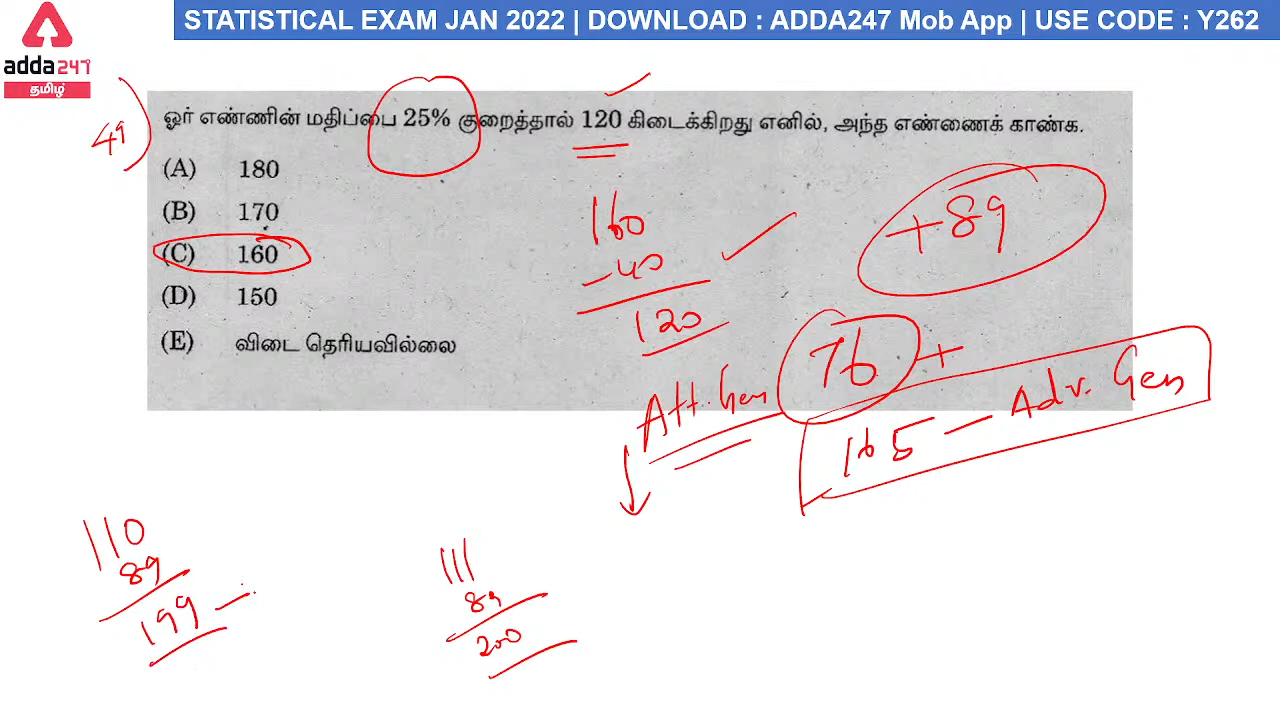 STATISTICAL EXAM JAN 2022 | DOWNLOAD : ADDA247 Mob App | USE CODE : Y262
adda247
தமிழ்
49)
ஓர் எண்ணின் மதிப்பை 25% குறைத்தால் 120 கிடைக்கிறது எனில், அந்த எண்ணைக் காண்க.
(A) 180
(B) 170
(C) 160
(D) 150
(E) விடை தெரியவில்லை
160
-40
120
+89
76 +
Att. Gen
165 - Adv. Gen
110
89
199 -
111
89
200